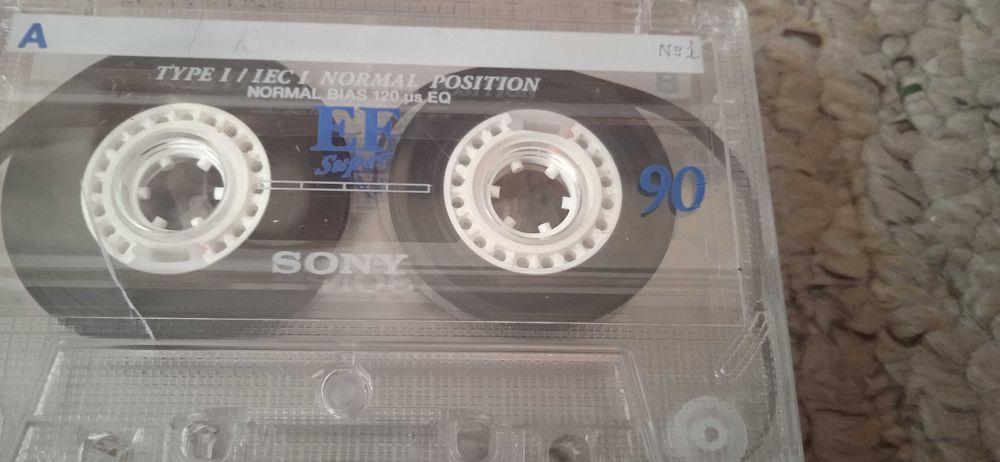 A
№1
TYPE I / IEC I NORMAL POSITION
NORMAL BIAS 120 µs EQ
EF
Super
90
SONY
B